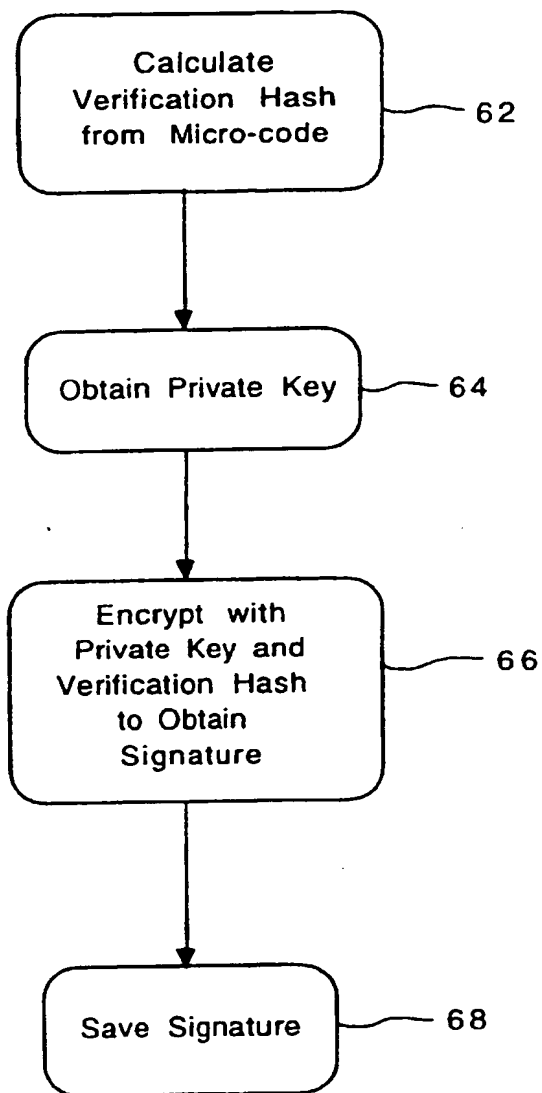 Calculate
Verification Hash
from Micro-code
62
Obtain Private Key
64
Encrypt with
Private Key and
Verification Hash
to Obtain
Signature
66
Save Signature
68